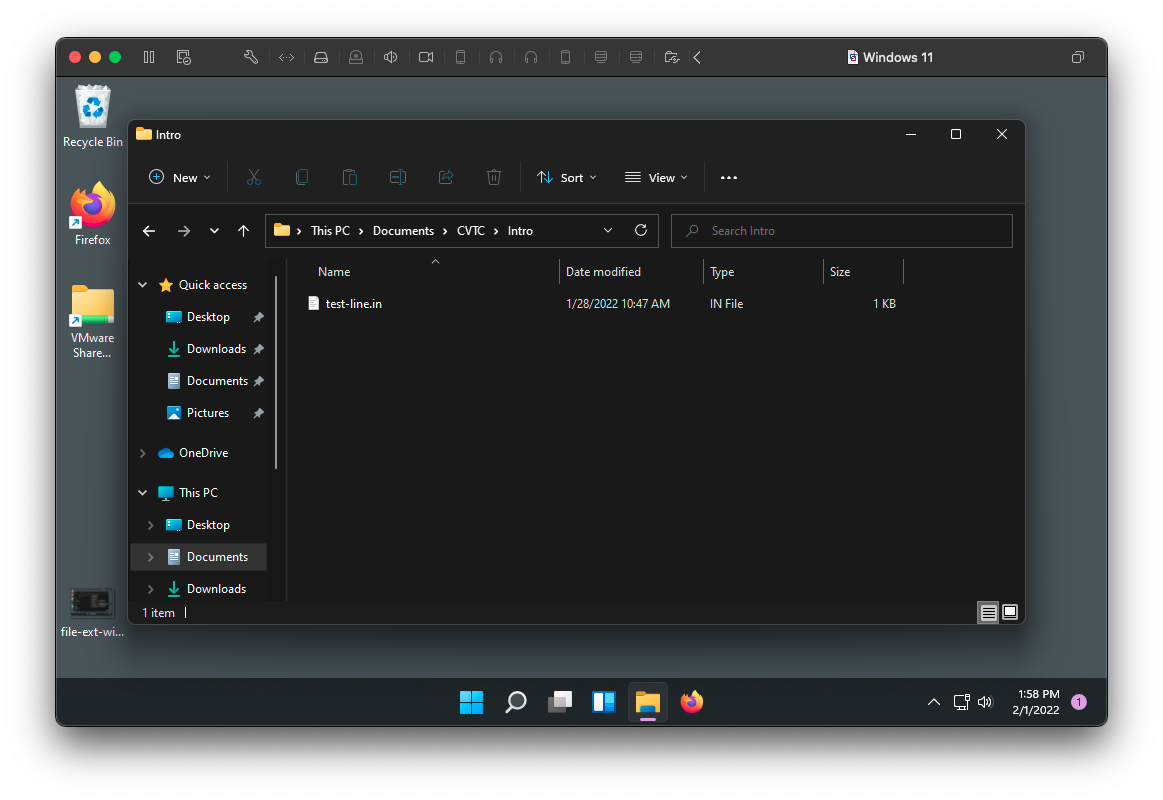 Windows 11
Recycle Bin
Firefox
VMware
Share...
file-ext-wi...
Intro
New
Sort
View
This PC
Documents
CVTC
Intro
Search Intro
Name
Date modified
Type
Size
test-line.in
1/28/2022 10:47 AM
IN File
1 KB
Quick access
Desktop
Downloads
Documents
Pictures
OneDrive
This PC
Desktop
Documents
Downloads
1 item
1:58 PM
2/1/2022
1